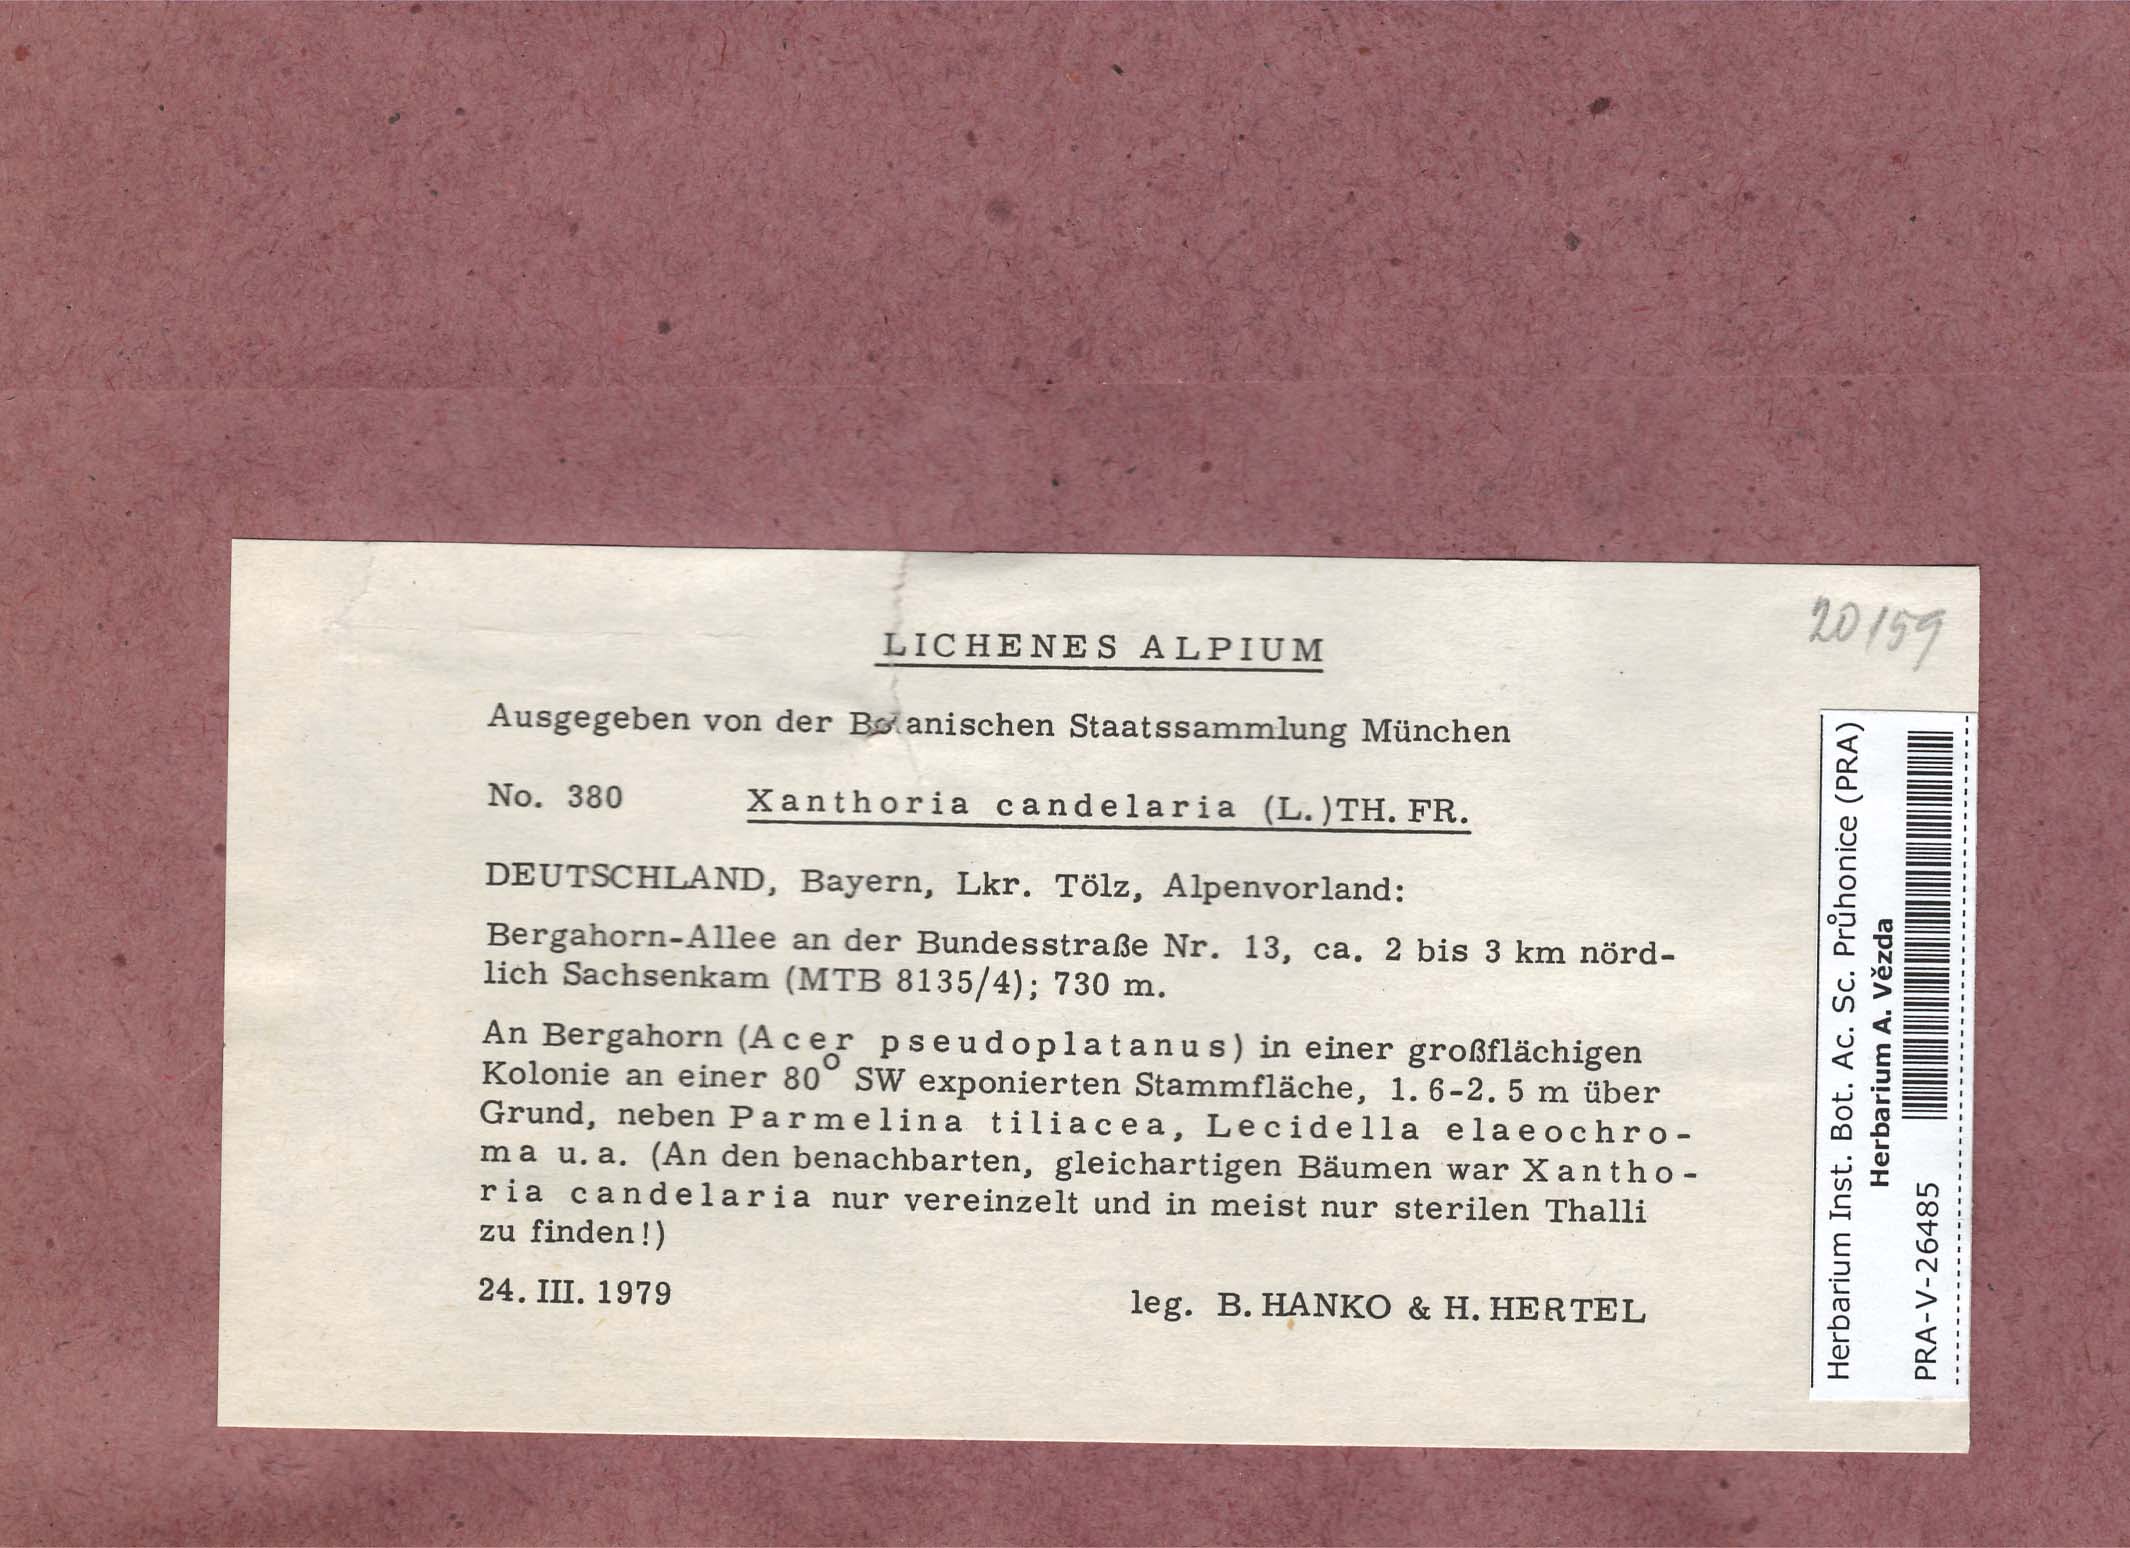 20159
LICHENES ALPIUM
Ausgegeben von der Botanischen Staatssammlung München
No. 380 Xanthoria candelaria (L.)TH. FR.
DEUTSCHLAND, Bayern, Lkr. Tölz, Alpenvorland:
Bergahorn-Allee an der Bundesstraße Nr. 13, ca. 2 bis 3 km nörd-
lich Sachsenkam (MTB 8135/4); 730 m.
An Bergahorn (Acer pseudoplatanus) in einer großflächigen
Kolonie an einer 80° SW exponierten Stammfläche, 1. 6-2. 5 m über
Grund, neben Parmelina tiliacea, Lecidella elaeochro-
ma u. a. (An den benachbarten, gleichartigen Bäumen war Xantho-
ria candelaria nur vereinzelt und in meist nur sterilen Thalli
zu finden!)
24. III. 1979 leg. B. HANKO & H. HERTEL
Herbarium Inst. Bot. Ac. Sc. Průhonice (PRA)
Herbarium A. Vězda
PRA-V-26485